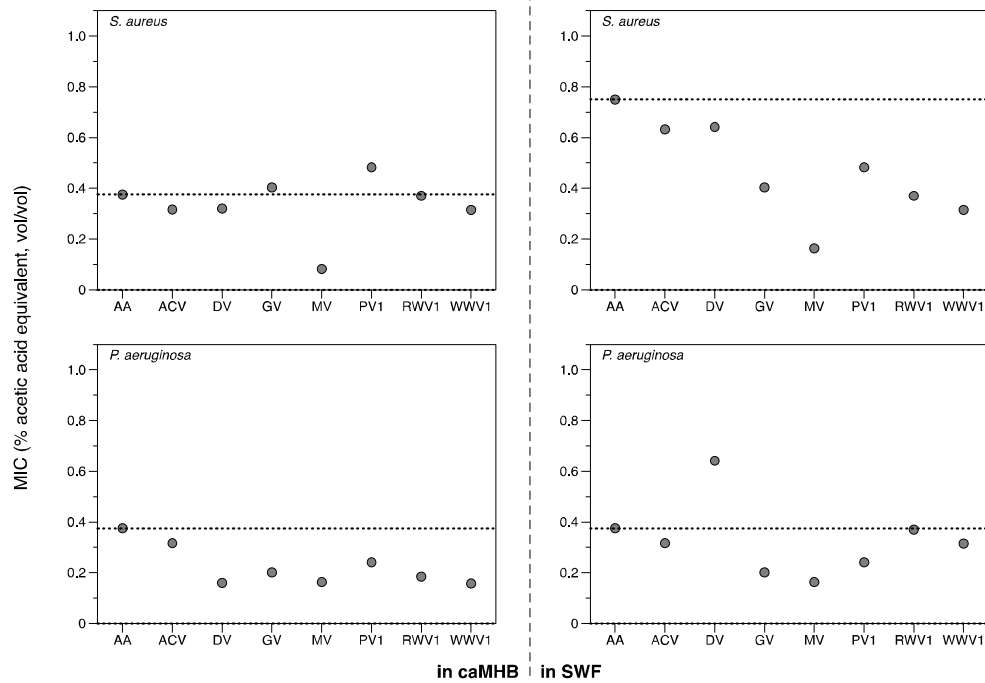 MIC (% acetic acid equivalent, vol/vol)
S. aureus
1.0
0.8
0.6
0.4
0.2
0
AA ACV DV GV MV PV1 RWV1 WWV1
S. aureus
1.0
0.8
0.6
0.4
0.2
0
AA ACV DV GV MV PV1 RWV1 WWV1
P. aeruginosa
1.0
0.8
0.6
0.4
0.2
0
AA ACV DV GV MV PV1 RWV1 WWV1
P. aeruginosa
1.0
0.8
0.6
0.4
0.2
0
AA ACV DV GV MV PV1 RWV1 WWV1
in caMHB in SWF